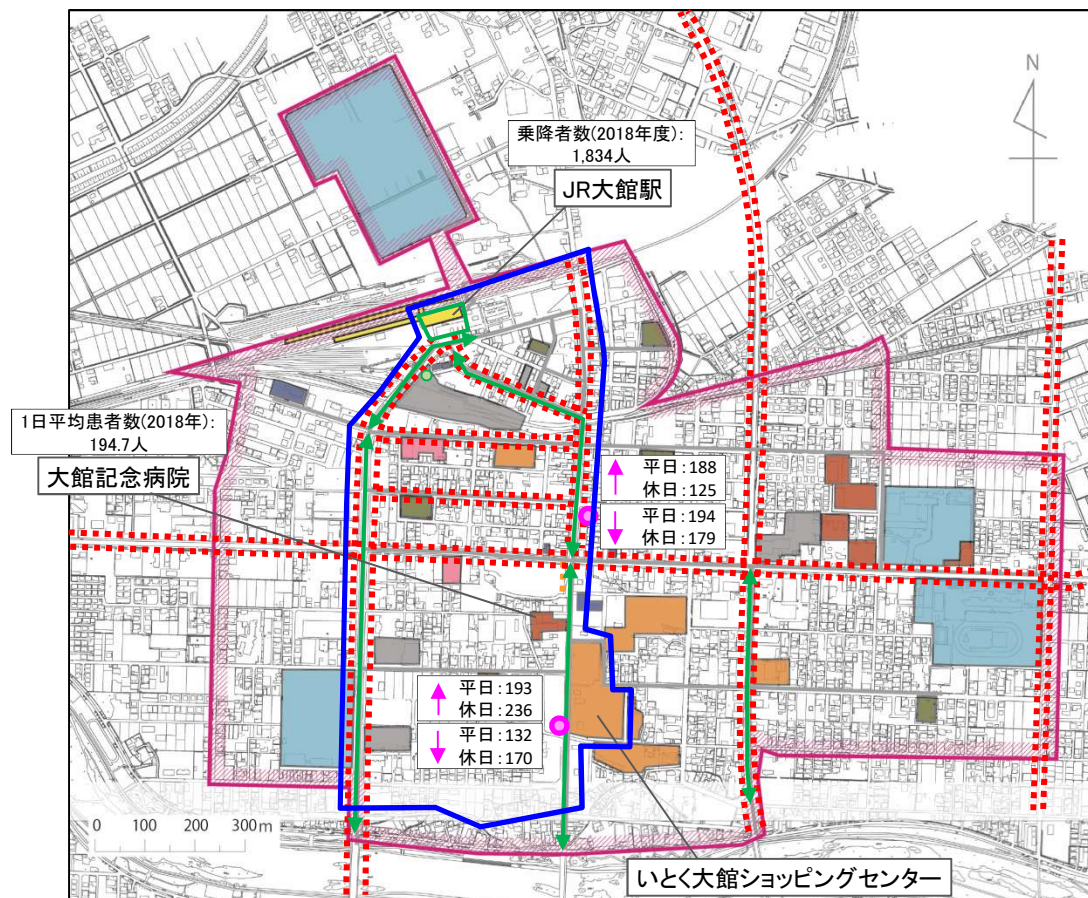 乗降者数(2018年度):
1,834人
JR大館駅
N
1日平均患者数(2018年):
194.7人
大館記念病院
平日:188
休日:125
平日:194
休日:179
平日:193
休日:236
平日:132
休日:170
0 100 200 300m
いとく大館ショッピングセンター